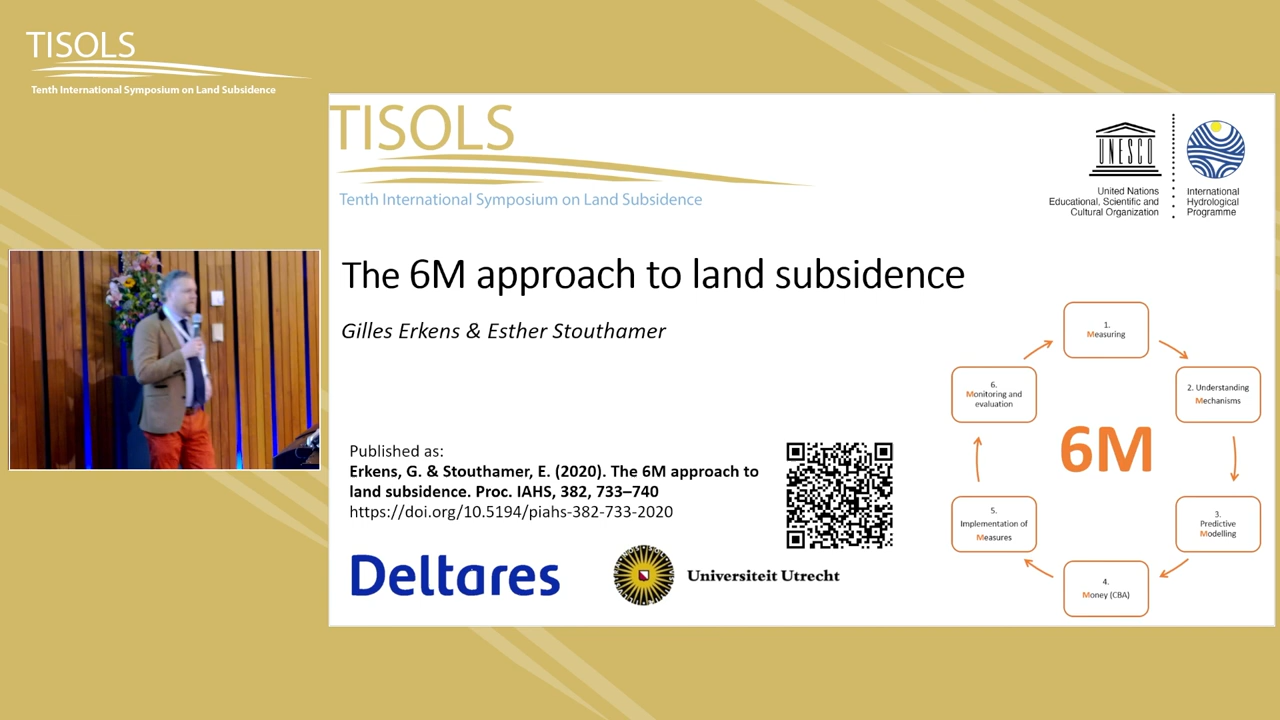 TISOLS
Tenth International Symposium on Land Subsidence
TISOLS
Tenth International Symposium on Land Subsidence
UNESCO
United Nations
Educational, Scientific and
Cultural Organization
International
Hydrological
Programme
The 6M approach to land subsidence
Gilles Erkens & Esther Stouthamer
Published as:
Erkens, G. & Stouthamer, E. (2020). The 6M approach to
land subsidence. Proc. IAHS, 382, 733–740
https://doi.org/10.5194/piahs-382-733-2020
Deltares
Universiteit Utrecht
1.
Measuring
2. Understanding
Mechanisms
3.
Predictive
Modelling
4.
Money (CBA)
5.
Implementation of
Measures
6.
Monitoring and
evaluation
6M